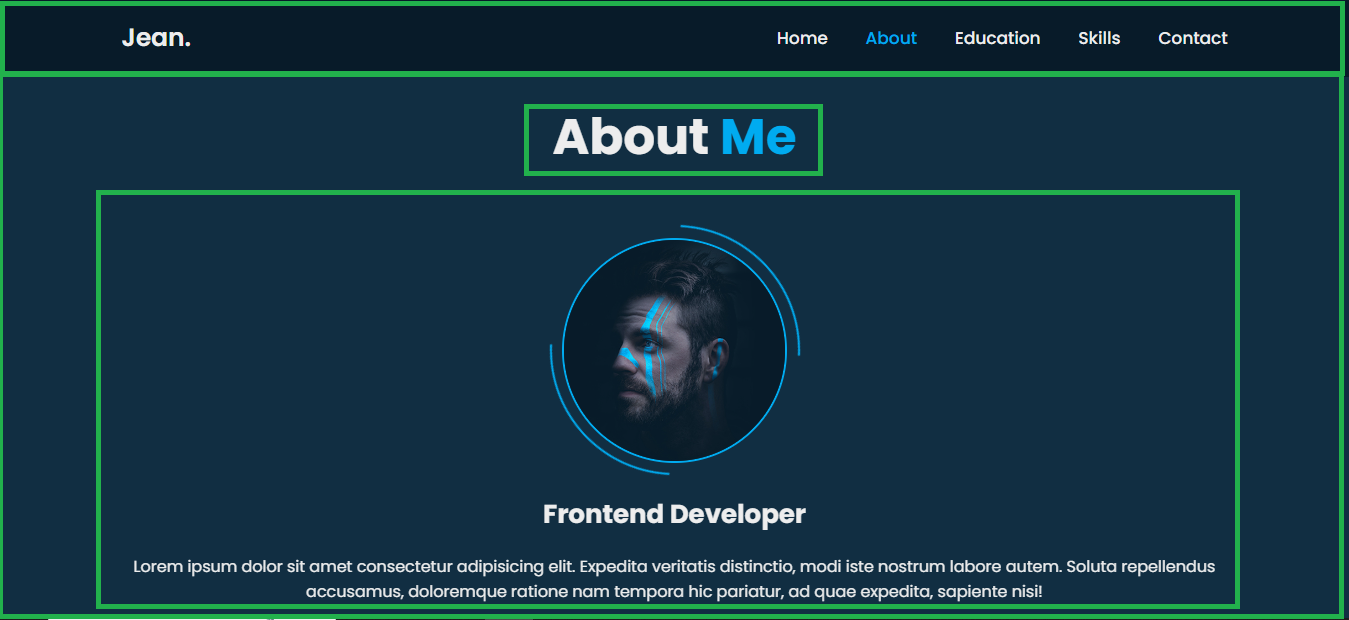 Jean.
Home About Education Skills Contact
About Me
Frontend Developer
Lorem ipsum dolor sit amet consectetur adipisicing elit. Expedita veritatis distinctio, modi iste nostrum labore autem. Soluta repellendus
accusamus, doloremque ratione nam tempora hic pariatur, ad quae expedita, sapiente nisi!